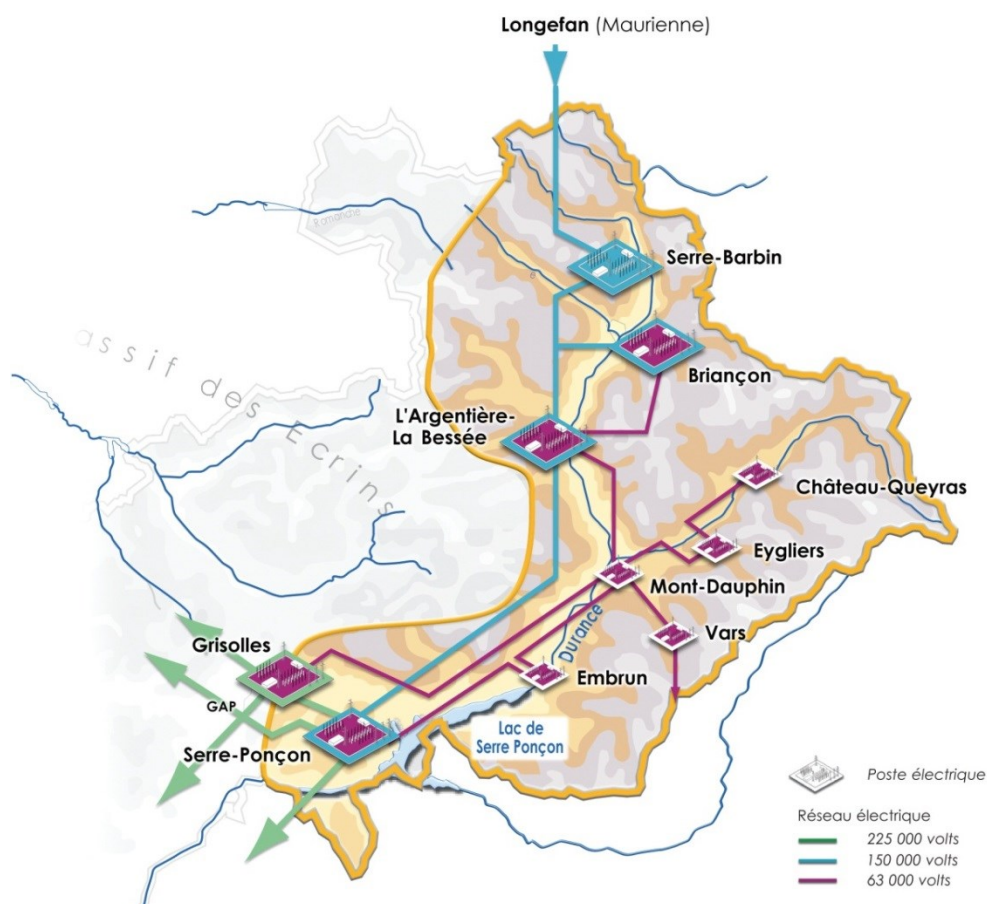 Longefan (Maurienne)
Romanche
Serre-Barbin
Briançon
L'Argentière-
La Bessée
assif des Ecrins
Château-Queyras
Eygliers
Mont-Dauphin
Vars
Durance
Embrun
Grisolles
GAP
Serre-Ponçon
Lac de
Serre Ponçon
Poste électrique
Réseau électrique
225 000 volts
150 000 volts
63 000 volts